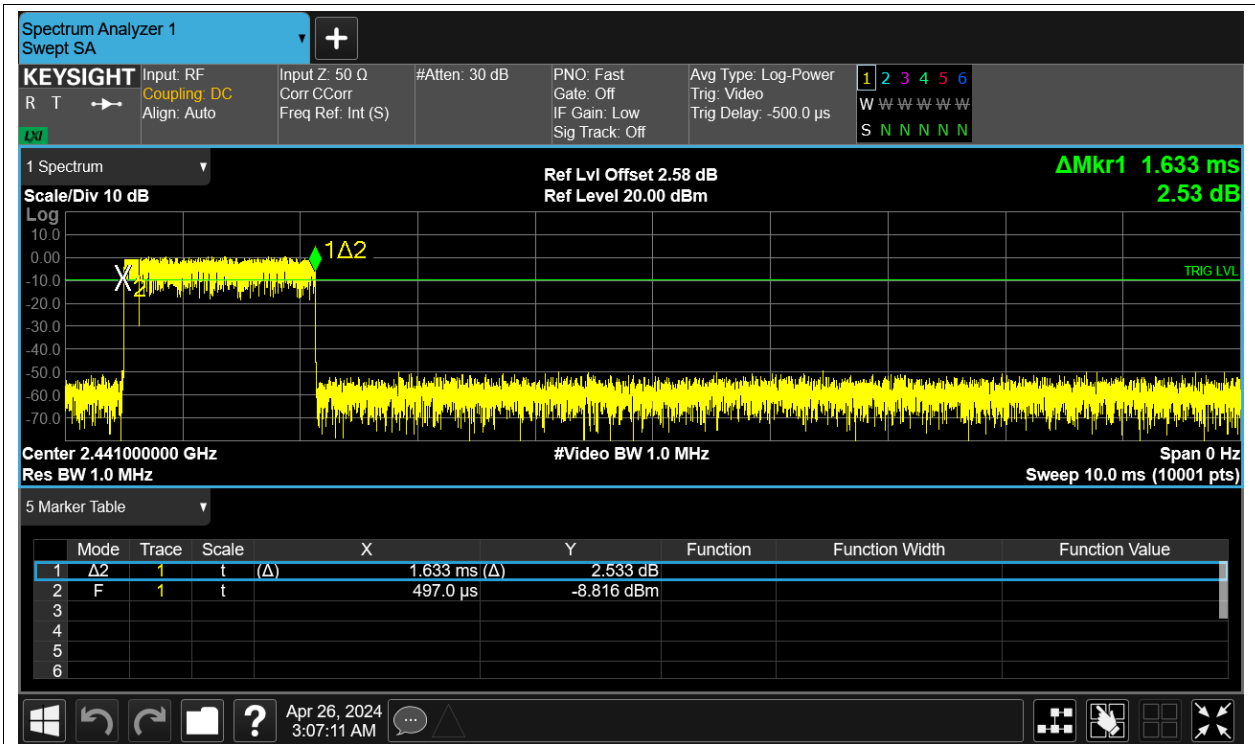 Spectrum Analyzer 1
Swept SA
KEYSIGHT
R T
LXI
Input: RF
Coupling: DC
Align: Auto
Input Z: 50 Ω
Corr CCorr
Freq Ref: Int (S)
#Atten: 30 dB
PNO: Fast
Gate: Off
IF Gain: Low
Sig Track: Off
Avg Type: Log-Power
Trig: Video
Trig Delay: -500.0 µs
1 2 3 4 5 6
W W W W W W
S N N N N N
1 Spectrum
Scale/Div 10 dB
Ref Lvl Offset 2.58 dB
Ref Level 20.00 dBm
ΔMkr1 1.633 ms
2.53 dB
Log
10.0
0.00
-10.0
-20.0
-30.0
-40.0
-50.0
-60.0
-70.0
X2
1Δ2
TRIG LVL
Center 2.441000000 GHz
#Video BW 1.0 MHz
Span 0 Hz
Res BW 1.0 MHz
Sweep 10.0 ms (10001 pts)
5 Marker Table
Mode Trace Scale X Y Function Function Width Function Value
1 Δ2 1 t (Δ) 1.633 ms (Δ) 2.533 dB
2 F 1 t 497.0 µs -8.816 dBm
3
4
5
6
?
Apr 26, 2024
3:07:11 AM